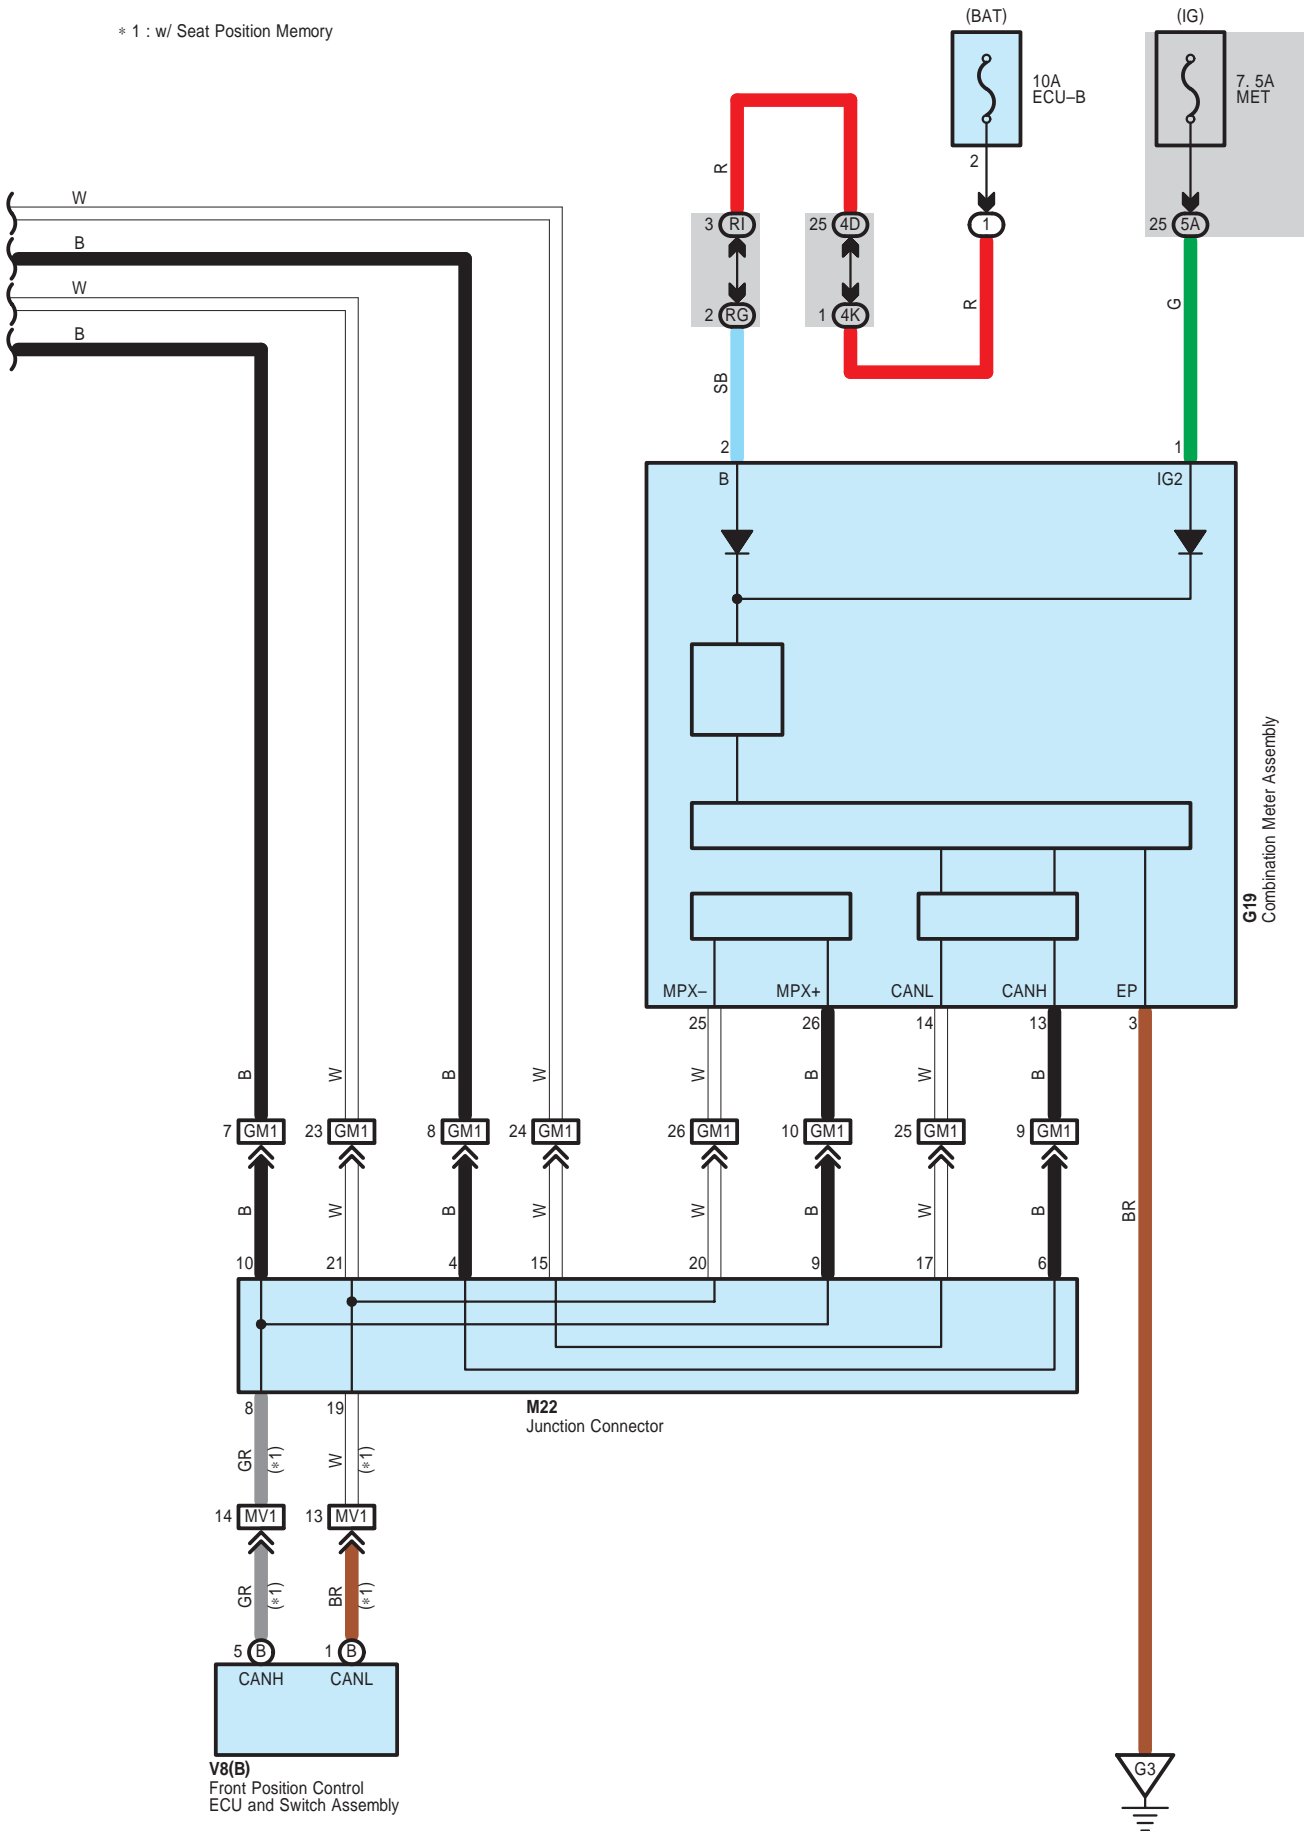 * 1 : w/ Seat Position Memory
(BAT)
(IG)
10A
ECU–B
7. 5A
MET
2
R
W
3 RI
25 4D
1
25 5A
B
W
R
G
2 RG
1 4K
B
SB
2
1
B
IG2
G19
Combination Meter Assembly
MPX–
MPX+
CANL
CANH
EP
25
26
14
13
3
B
W
B
W
W
B
W
B
7 GM1
23 GM1
8 GM1
24 GM1
26 GM1
10 GM1
25 GM1
9 GM1
B
W
B
W
W
B
W
B
BR
10
21
4
15
20
9
17
6
8
19
M22
Junction Connector
GR
(*1)
W
(*1)
14 MV1
13 MV1
GR
(*1)
BR
(*1)
5 B
1 B
CANH
CANL
V8(B)
Front Position Control
ECU and Switch Assembly
G3